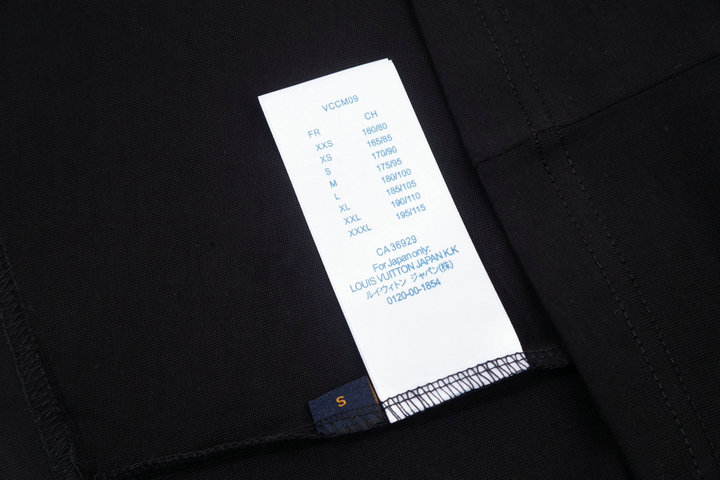 VCCM09
FR CH
XXS 160/80
XS 165/85
S 170/90
M 175/95
L 180/100
XL 185/105
XXL 190/110
XXXL 195/115
CA 36929
For Japan only:
LOUIS VUITTON JAPAN K.K
ルイ・ヴィトン ジャパン(株)
0120-00-1854
S